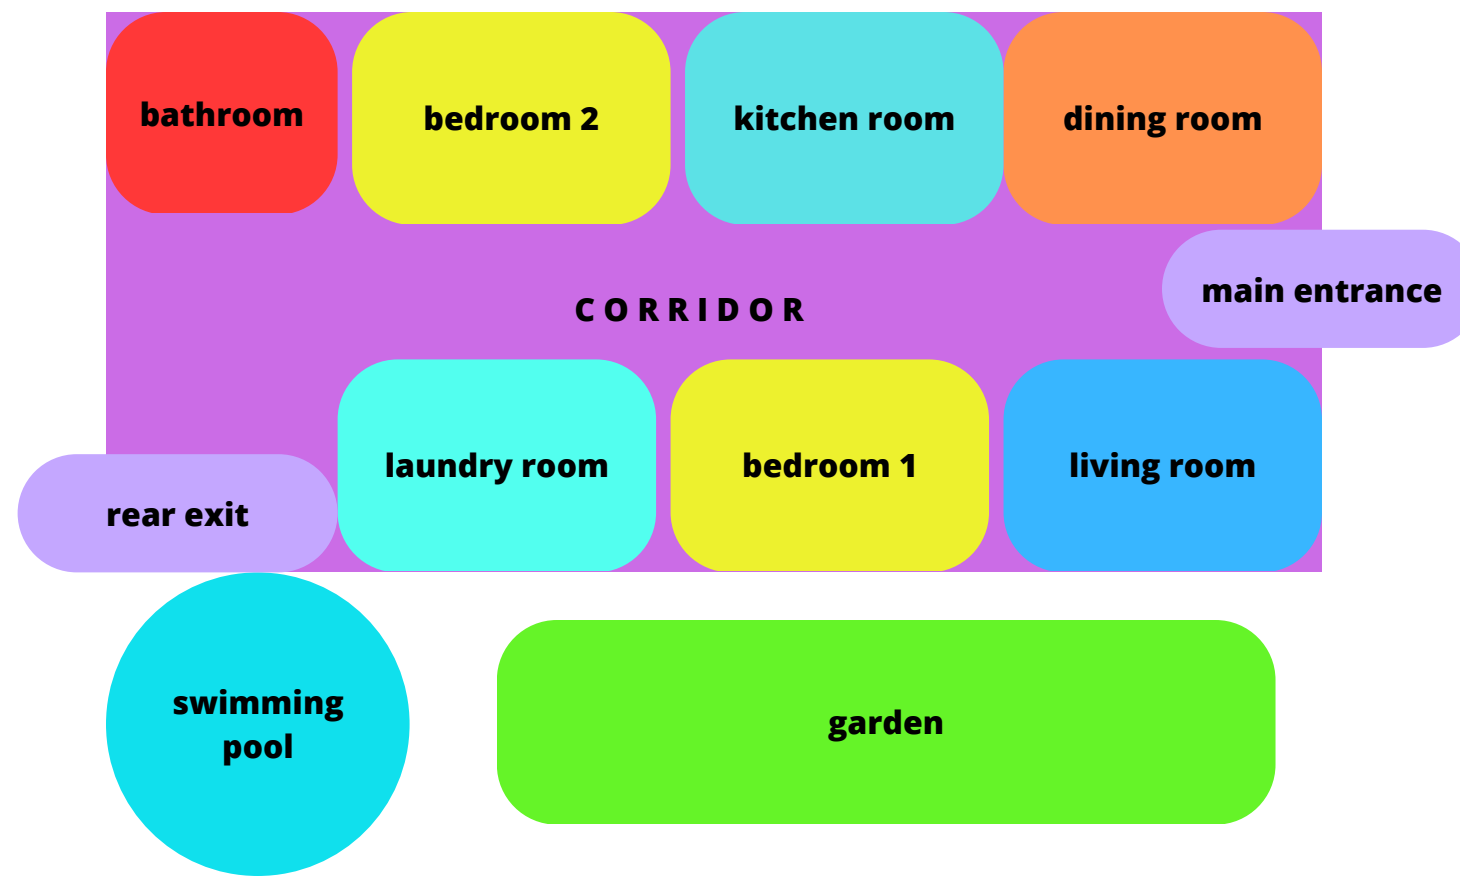 bathroom
bedroom 2
kitchen room
dining room
main entrance
CORRIDOR
laundry room
bedroom 1
living room
rear exit
swimming
pool
garden